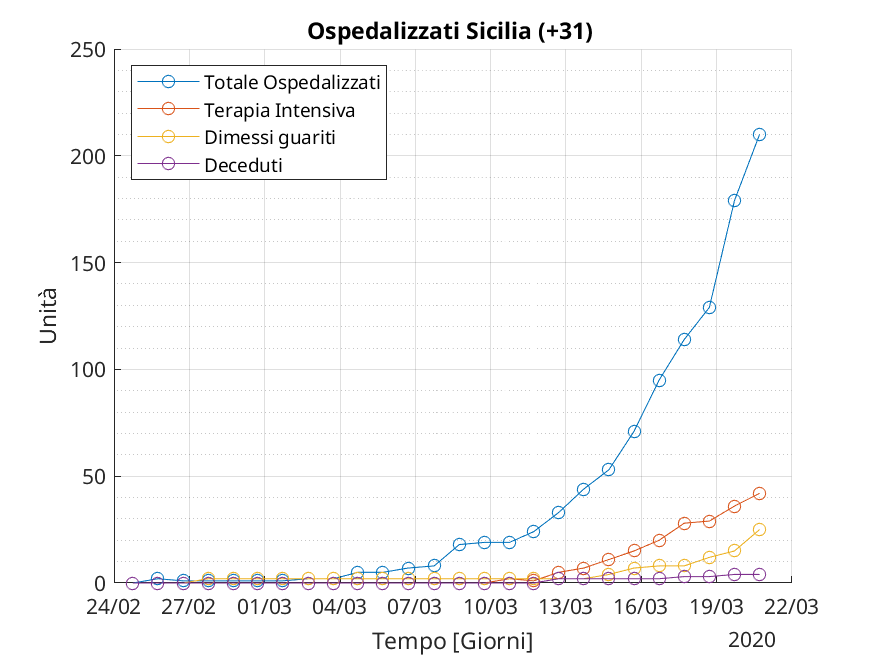 Ospedalizzati Sicilia (+31)
250
200
150
100
50
0
Unità
Totale Ospedalizzati
Terapia Intensiva
Dimessi guariti
Deceduti
24/02 27/02 01/03 04/03 07/03 10/03 13/03 16/03 19/03 22/03
Tempo [Giorni]
2020